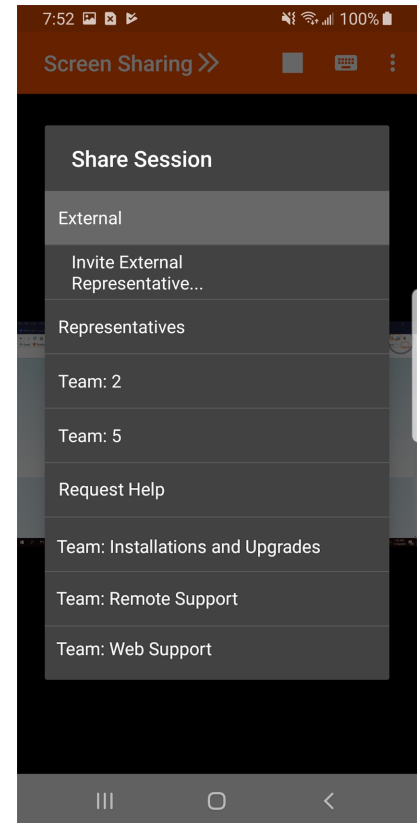 7:52 100%
Screen Sharing
Share Session
External
Invite External
Representative...
Representatives
Team: 2
Team: 5
Request Help
Team: Installations and Upgrades
Team: Remote Support
Team: Web Support